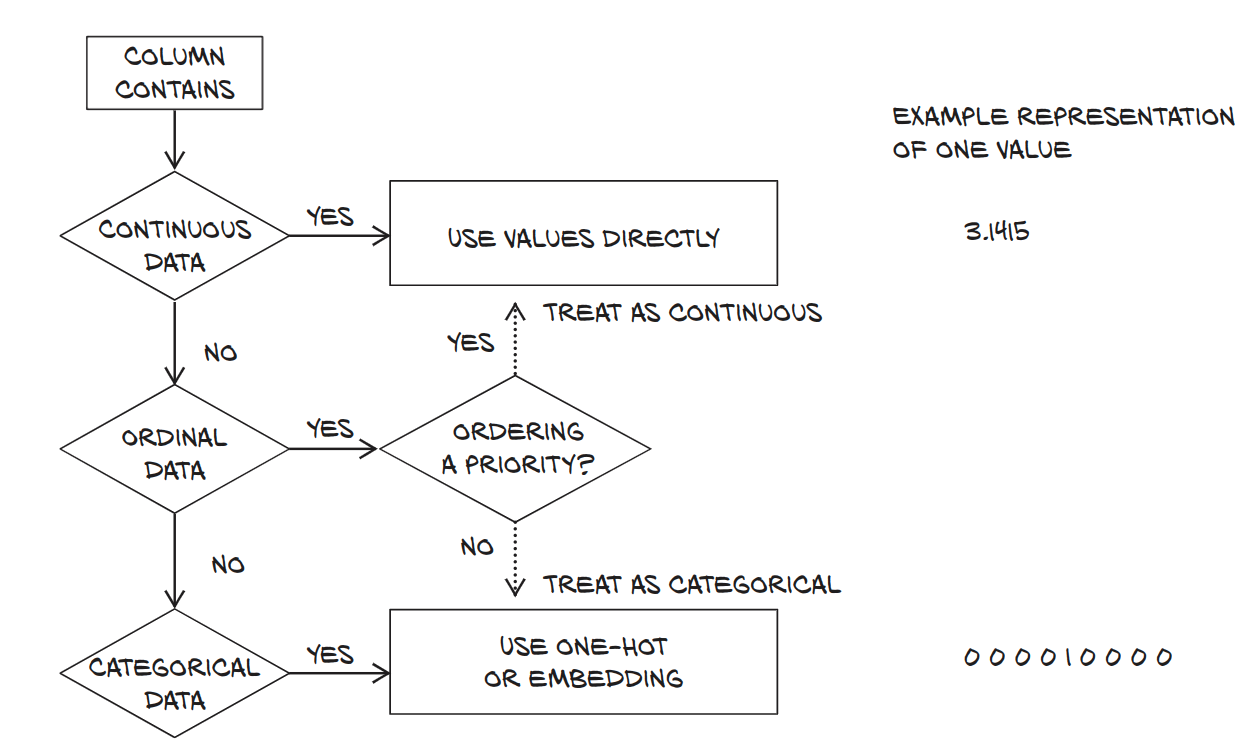 COLUMN
CONTAINS
EXAMPLE REPRESENTATION
OF ONE VALUE
CONTINUOUS
DATA
YES
USE VALUES DIRECTLY
3.1415
TREAT AS CONTINUOUS
YES
NO
ORDINAL
DATA
YES
ORDERING
A PRIORITY?
NO
NO
TREAT AS CATEGORICAL
CATEGORICAL
DATA
YES
USE ONE-HOT
OR EMBEDDING
0 0 0 0 1 0 0 0 0